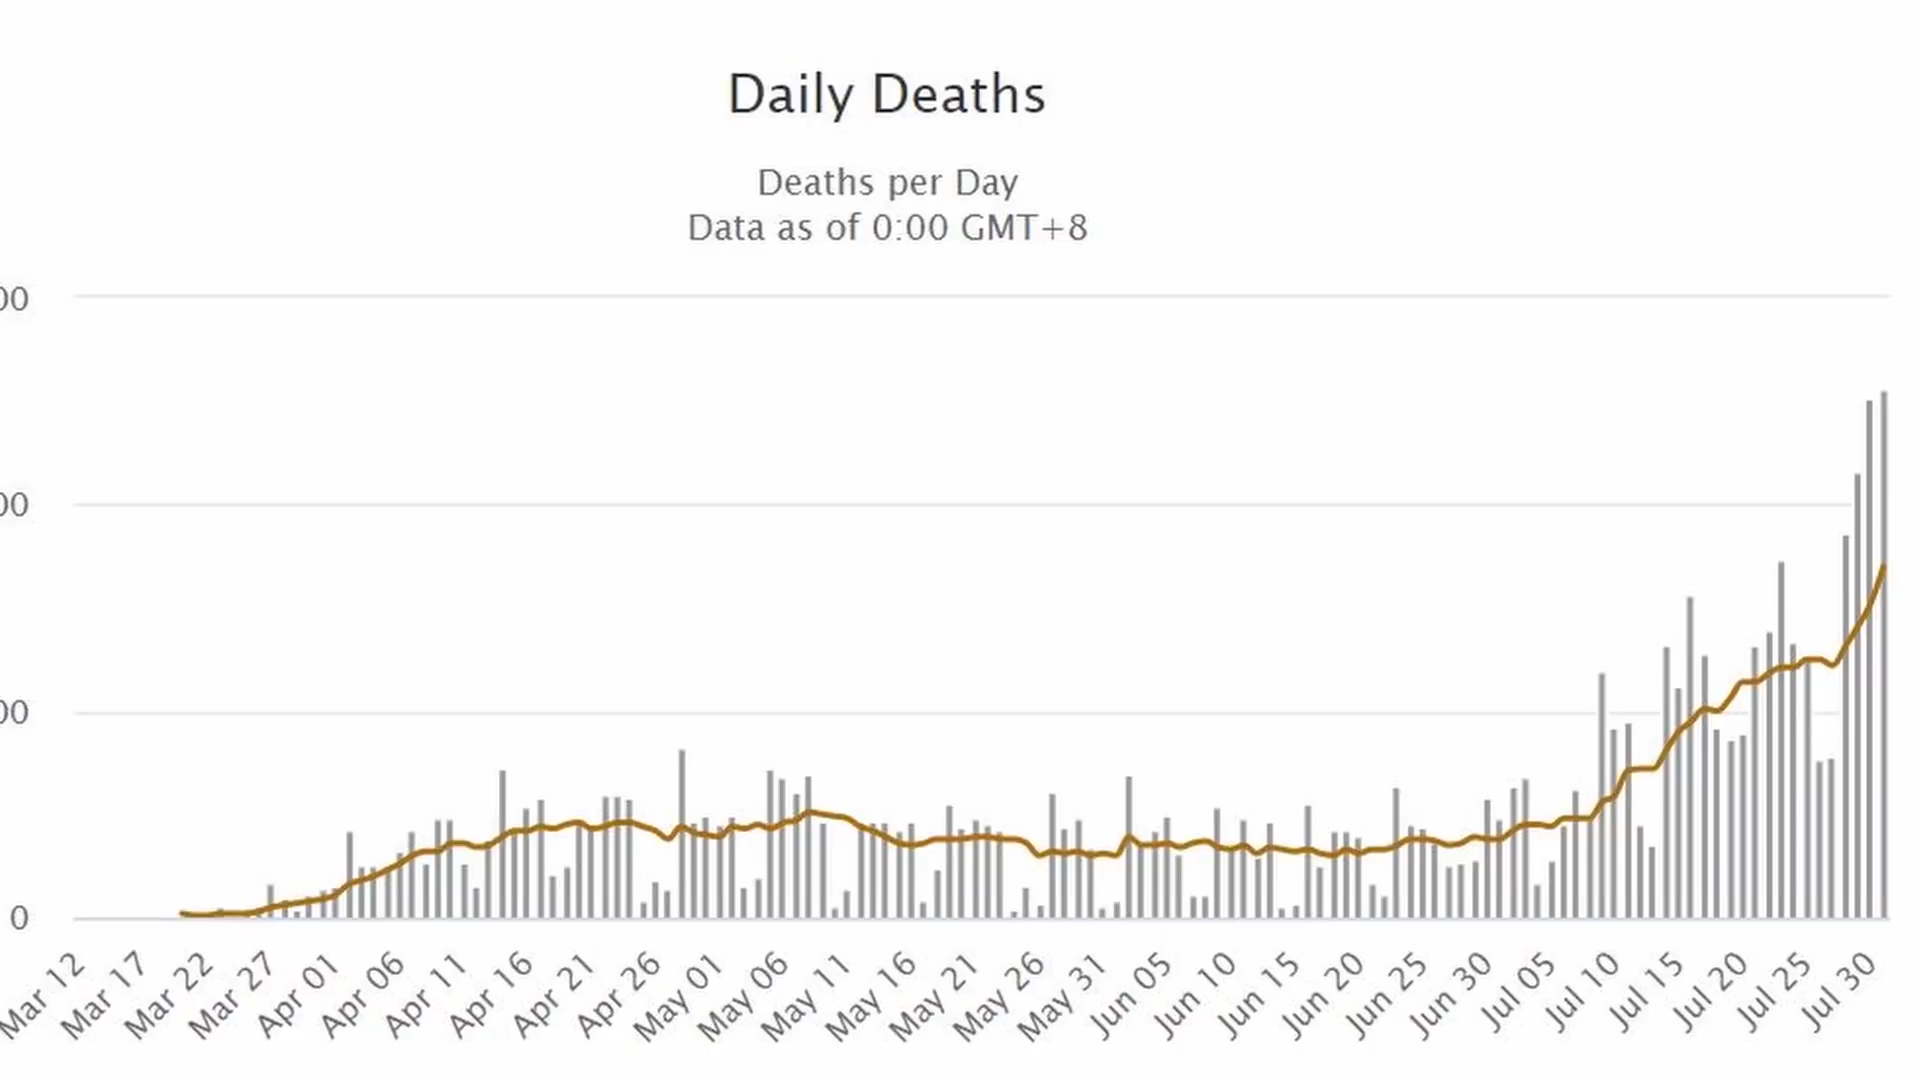 Daily Deaths
Deaths per Day
Data as of 0:00 GMT+8
00
00
00
0
Mar 12
Mar 17
Mar 22
Mar 27
Apr 01
Apr 06
Apr 11
Apr 16
Apr 21
Apr 26
May 01
May 06
May 11
May 16
May 21
May 26
May 31
Jun 05
Jun 10
Jun 15
Jun 20
Jun 25
Jun 30
Jul 05
Jul 10
Jul 15
Jul 20
Jul 25
Jul 30